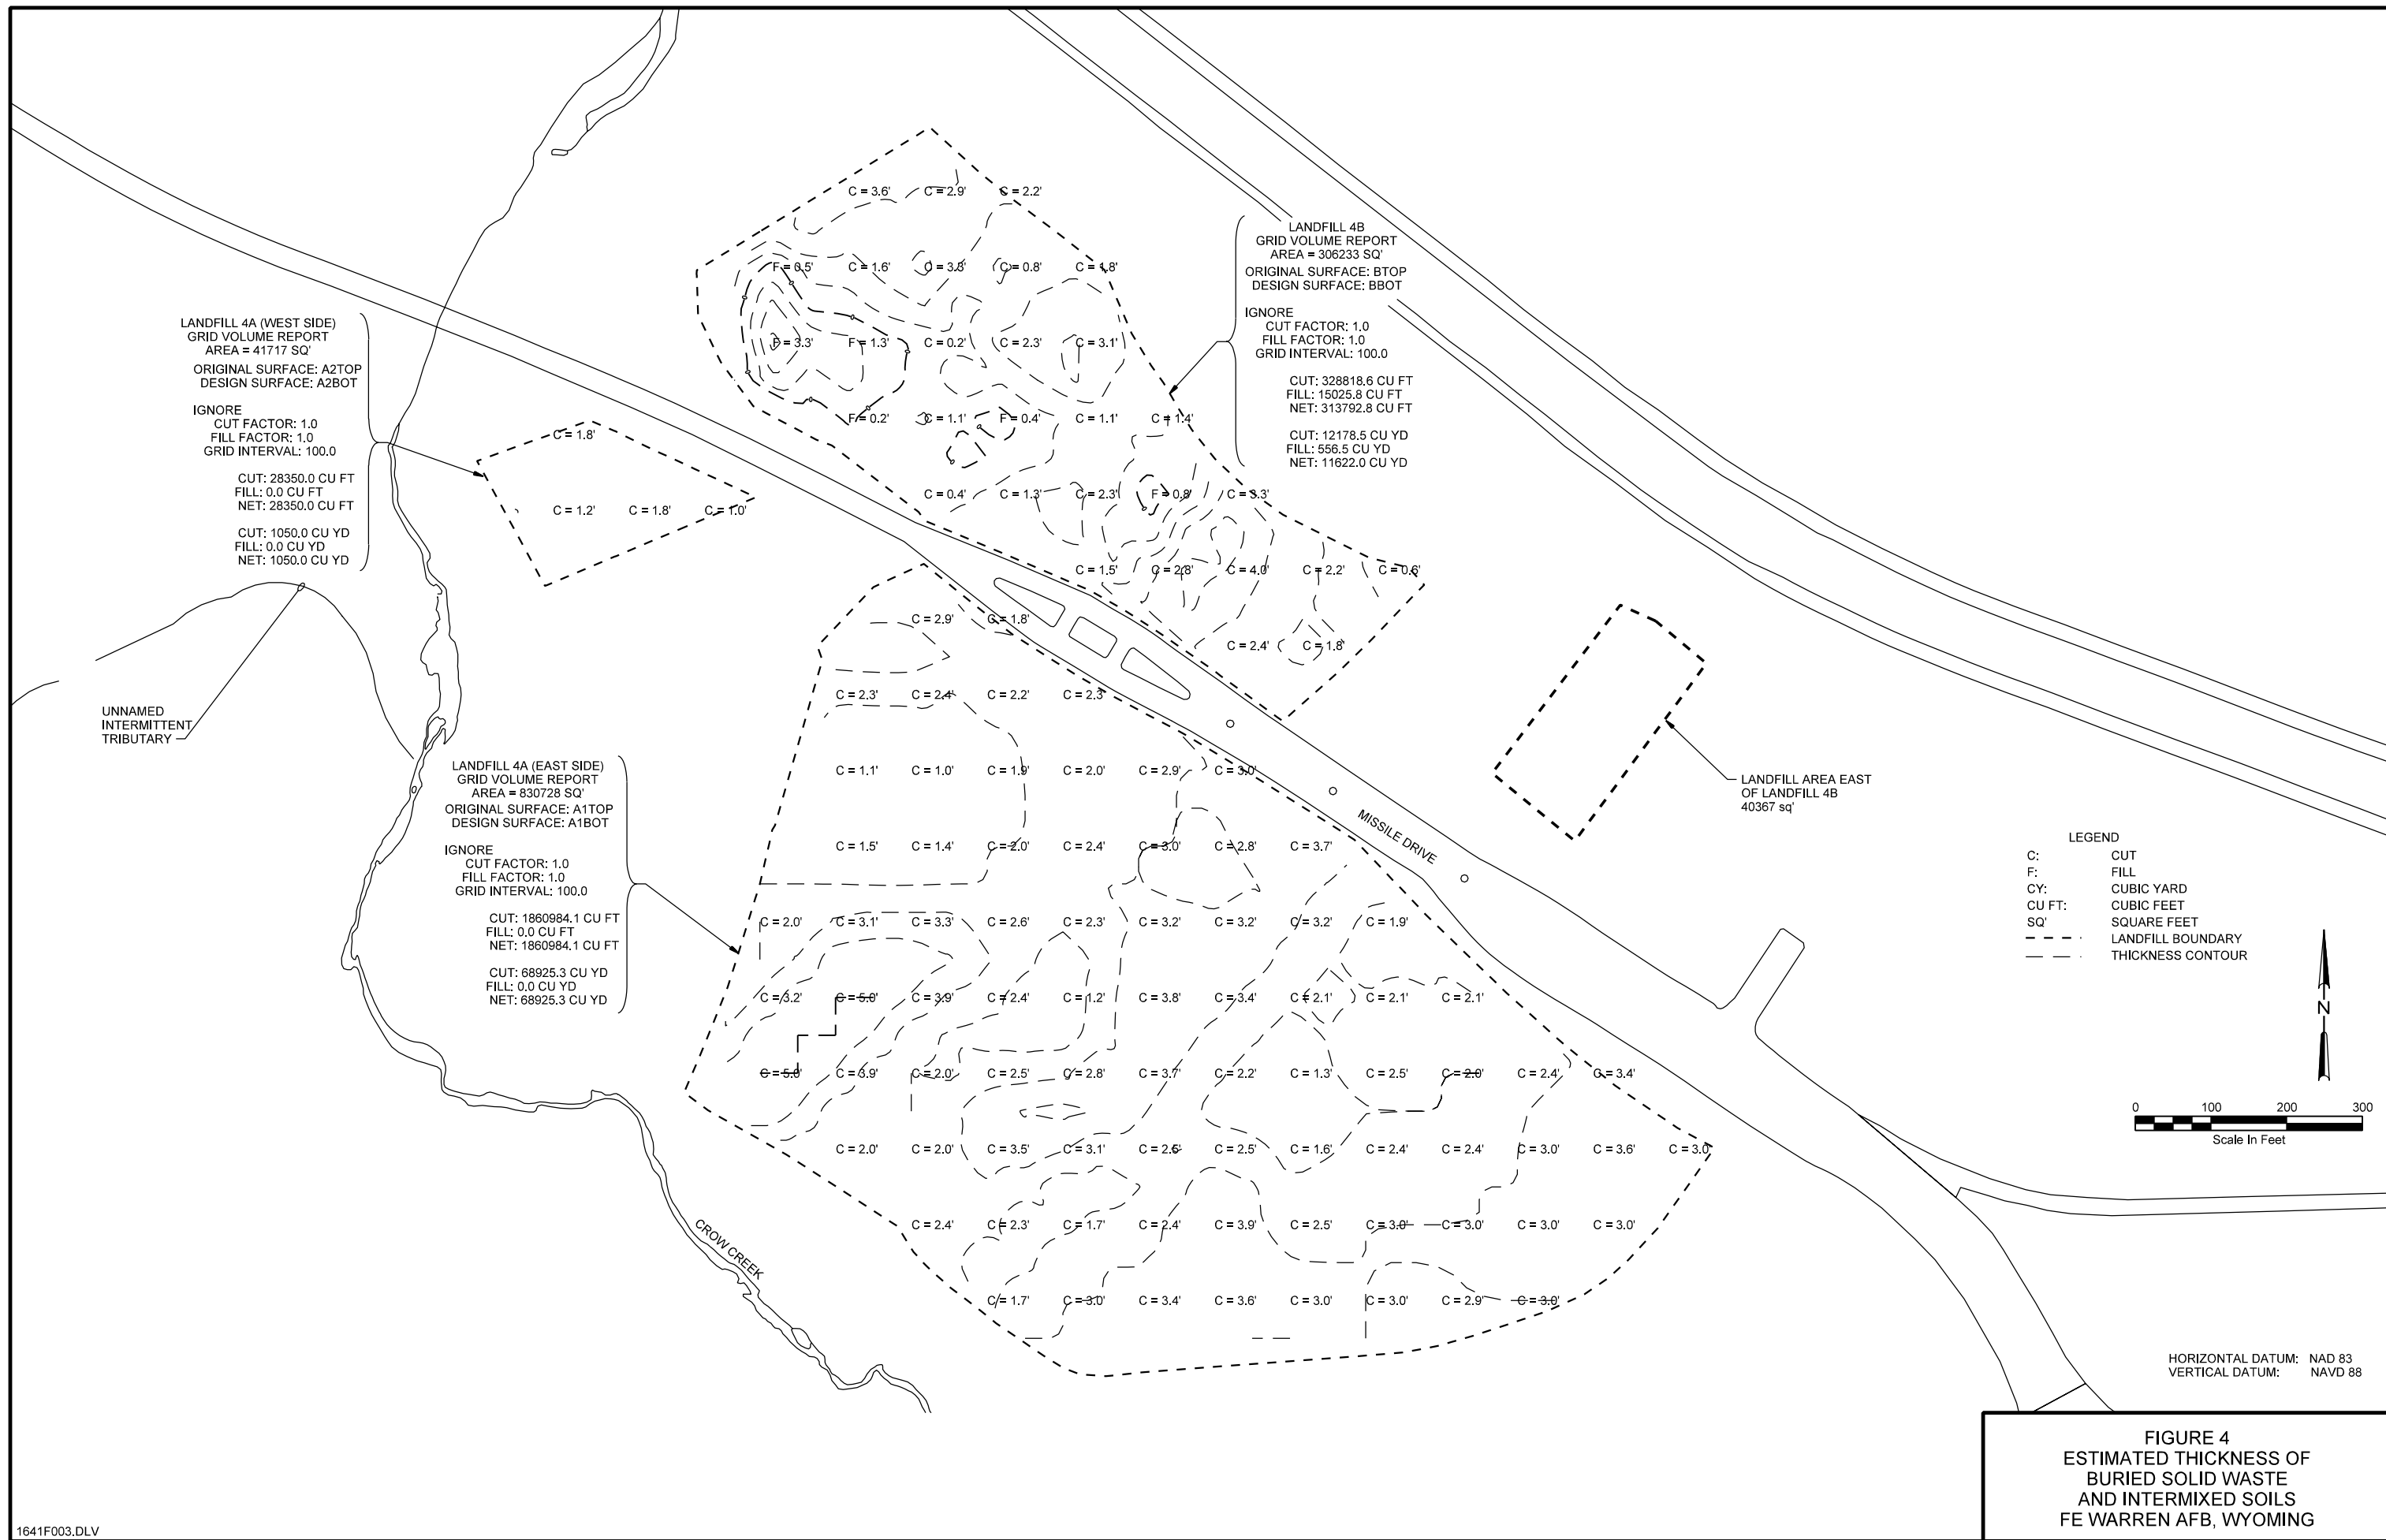 C = 3.6' C = 2.9' C = 2.2'
F = 0.5' C = 1.6' C = 3.3' C = 0.8' C = 1.8'
F = 3.3' F = 1.3' C = 0.2' C = 2.3' C = 3.1'
F = 0.2' C = 1.1' F = 0.4' C = 1.1' C = 1.4'
C = 0.4' C = 1.3' C = 2.3' F = 0.8' C = 3.3'
C = 1.5' C = 2.8' C = 4.0' C = 2.2' C = 0.6'
C = 2.4' C = 1.8'
LANDFILL 4B
GRID VOLUME REPORT
AREA = 306233 SQ'
ORIGINAL SURFACE: BTOP
DESIGN SURFACE: BBOT
IGNORE
CUT FACTOR: 1.0
FILL FACTOR: 1.0
GRID INTERVAL: 100.0
CUT: 328818.6 CU FT
FILL: 15025.8 CU FT
NET: 313792.8 CU FT
CUT: 12178.5 CU YD
FILL: 556.5 CU YD
NET: 11622.0 CU YD
LANDFILL 4A (WEST SIDE)
GRID VOLUME REPORT
AREA = 41717 SQ'
ORIGINAL SURFACE: A2TOP
DESIGN SURFACE: A2BOT
IGNORE
CUT FACTOR: 1.0
FILL FACTOR: 1.0
GRID INTERVAL: 100.0
CUT: 28350.0 CU FT
FILL: 0.0 CU FT
NET: 28350.0 CU FT
CUT: 1050.0 CU YD
FILL: 0.0 CU YD
NET: 1050.0 CU YD
C = 1.8'
C = 1.2' C = 1.8' C = 1.0'
UNNAMED
INTERMITTENT
TRIBUTARY
LANDFILL 4A (EAST SIDE)
GRID VOLUME REPORT
AREA = 830728 SQ'
ORIGINAL SURFACE: A1TOP
DESIGN SURFACE: A1BOT
IGNORE
CUT FACTOR: 1.0
FILL FACTOR: 1.0
GRID INTERVAL: 100.0
CUT: 1860984.1 CU FT
FILL: 0.0 CU FT
NET: 1860984.1 CU FT
CUT: 68925.3 CU YD
FILL: 0.0 CU YD
NET: 68925.3 CU YD
C = 2.9' C = 1.8'
C = 2.3' C = 2.4' C = 2.2' C = 2.3'
C = 1.1' C = 1.0' C = 1.9' C = 2.0' C = 2.9' C = 3.0'
C = 1.5' C = 1.4' C = 2.0' C = 2.4' C = 3.0' C = 2.8' C = 3.7'
C = 2.0' C = 3.1' C = 3.3' C = 2.6' C = 2.3' C = 3.2' C = 3.2' C = 3.2' C = 1.9'
C = 3.2' C = 5.0' C = 3.9' C = 2.4' C = 1.2' C = 3.8' C = 3.4' C = 2.1' C = 2.1' C = 2.1'
C = 5.0' C = 3.9' C = 2.0' C = 2.5' C = 2.8' C = 3.7' C = 2.2' C = 1.3' C = 2.5' C = 2.0' C = 2.4' C = 3.4'
C = 2.0' C = 2.0' C = 3.5' C = 3.1' C = 2.6' C = 2.5' C = 1.6' C = 2.4' C = 2.4' C = 3.0' C = 3.6' C = 3.0'
C = 2.4' C = 2.3' C = 1.7' C = 2.4' C = 3.9' C = 2.5' C = 3.0' C = 3.0' C = 3.0' C = 3.0'
C = 1.7' C = 3.0' C = 3.4' C = 3.6' C = 3.0' C = 3.0' C = 2.9' C = 3.0'
MISSILE DRIVE
CROW CREEK
LANDFILL AREA EAST
OF LANDFILL 4B
40367 sq'
LEGEND
C: CUT
F: FILL
CY: CUBIC YARD
CU FT: CUBIC FEET
SQ' SQUARE FEET
LANDFILL BOUNDARY
THICKNESS CONTOUR
N
0 100 200 300
Scale In Feet
HORIZONTAL DATUM: NAD 83
VERTICAL DATUM: NAVD 88
FIGURE 4
ESTIMATED THICKNESS OF
BURIED SOLID WASTE
AND INTERMIXED SOILS
FE WARREN AFB, WYOMING
1641F003.DLV